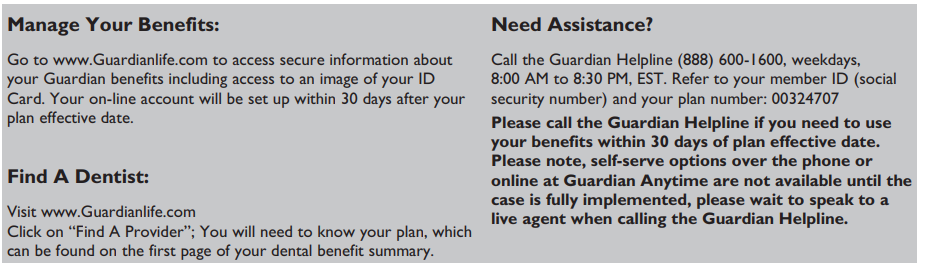 Manage Your Benefits:
Go to www.Guardianlife.com to access secure information about
your Guardian benefits including access to an image of your ID
Card. Your on-line account will be set up within 30 days after your
plan effective date.
Find A Dentist:
Visit www.Guardianlife.com
Click on “Find A Provider”; You will need to know your plan, which
can be found on the first page of your dental benefit summary.
Need Assistance?
Call the Guardian Helpline (888) 600-1600, weekdays,
8:00 AM to 8:30 PM, EST. Refer to your member ID (social
security number) and your plan number: 00324707
Please call the Guardian Helpline if you need to use
your benefits within 30 days of plan effective date.
Please note, self-serve options over the phone or
online at Guardian Anytime are not available until the
case is fully implemented, please wait to speak to a
live agent when calling the Guardian Helpline.